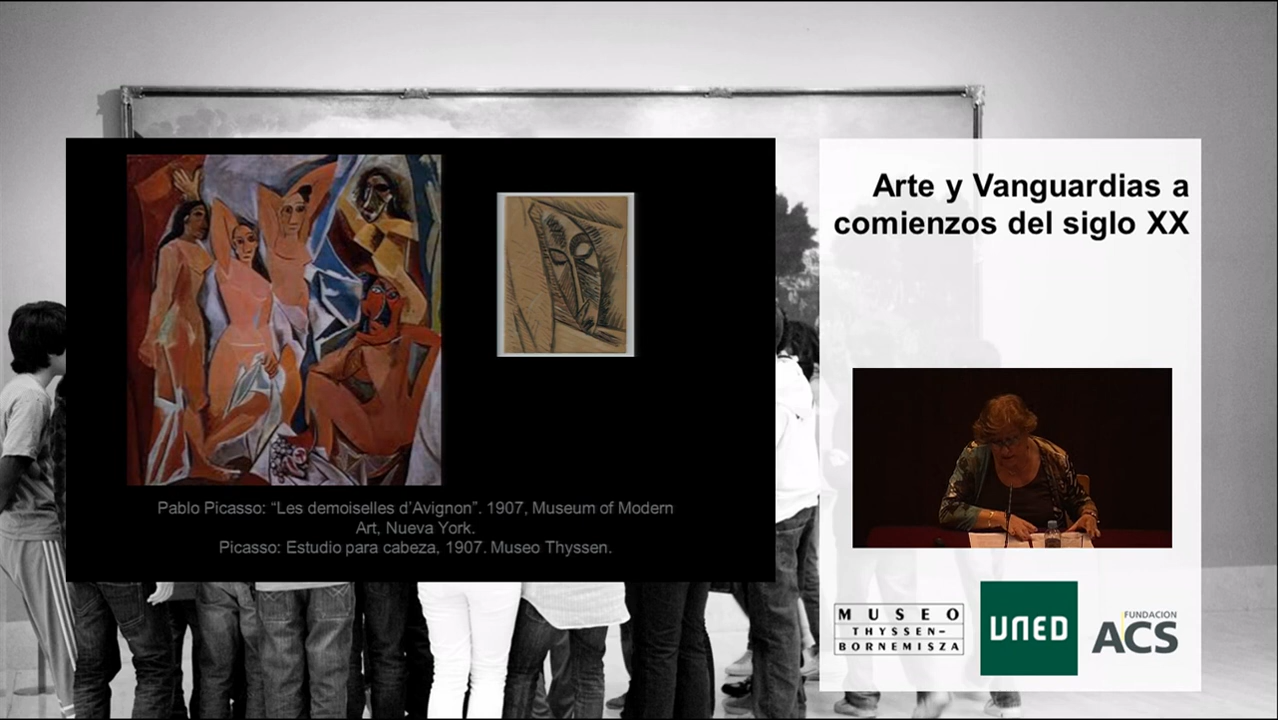 Arte y Vanguardias a
comienzos del siglo XX
Pablo Picasso: “Les demoiselles d’Avignon”. 1907, Museum of Modern
Art, Nueva York.
Picasso: Estudio para cabeza, 1907. Museo Thyssen.
MUSEO
THYSSEN-
BORNEMISZA
UNED
FUNDACION
ACS